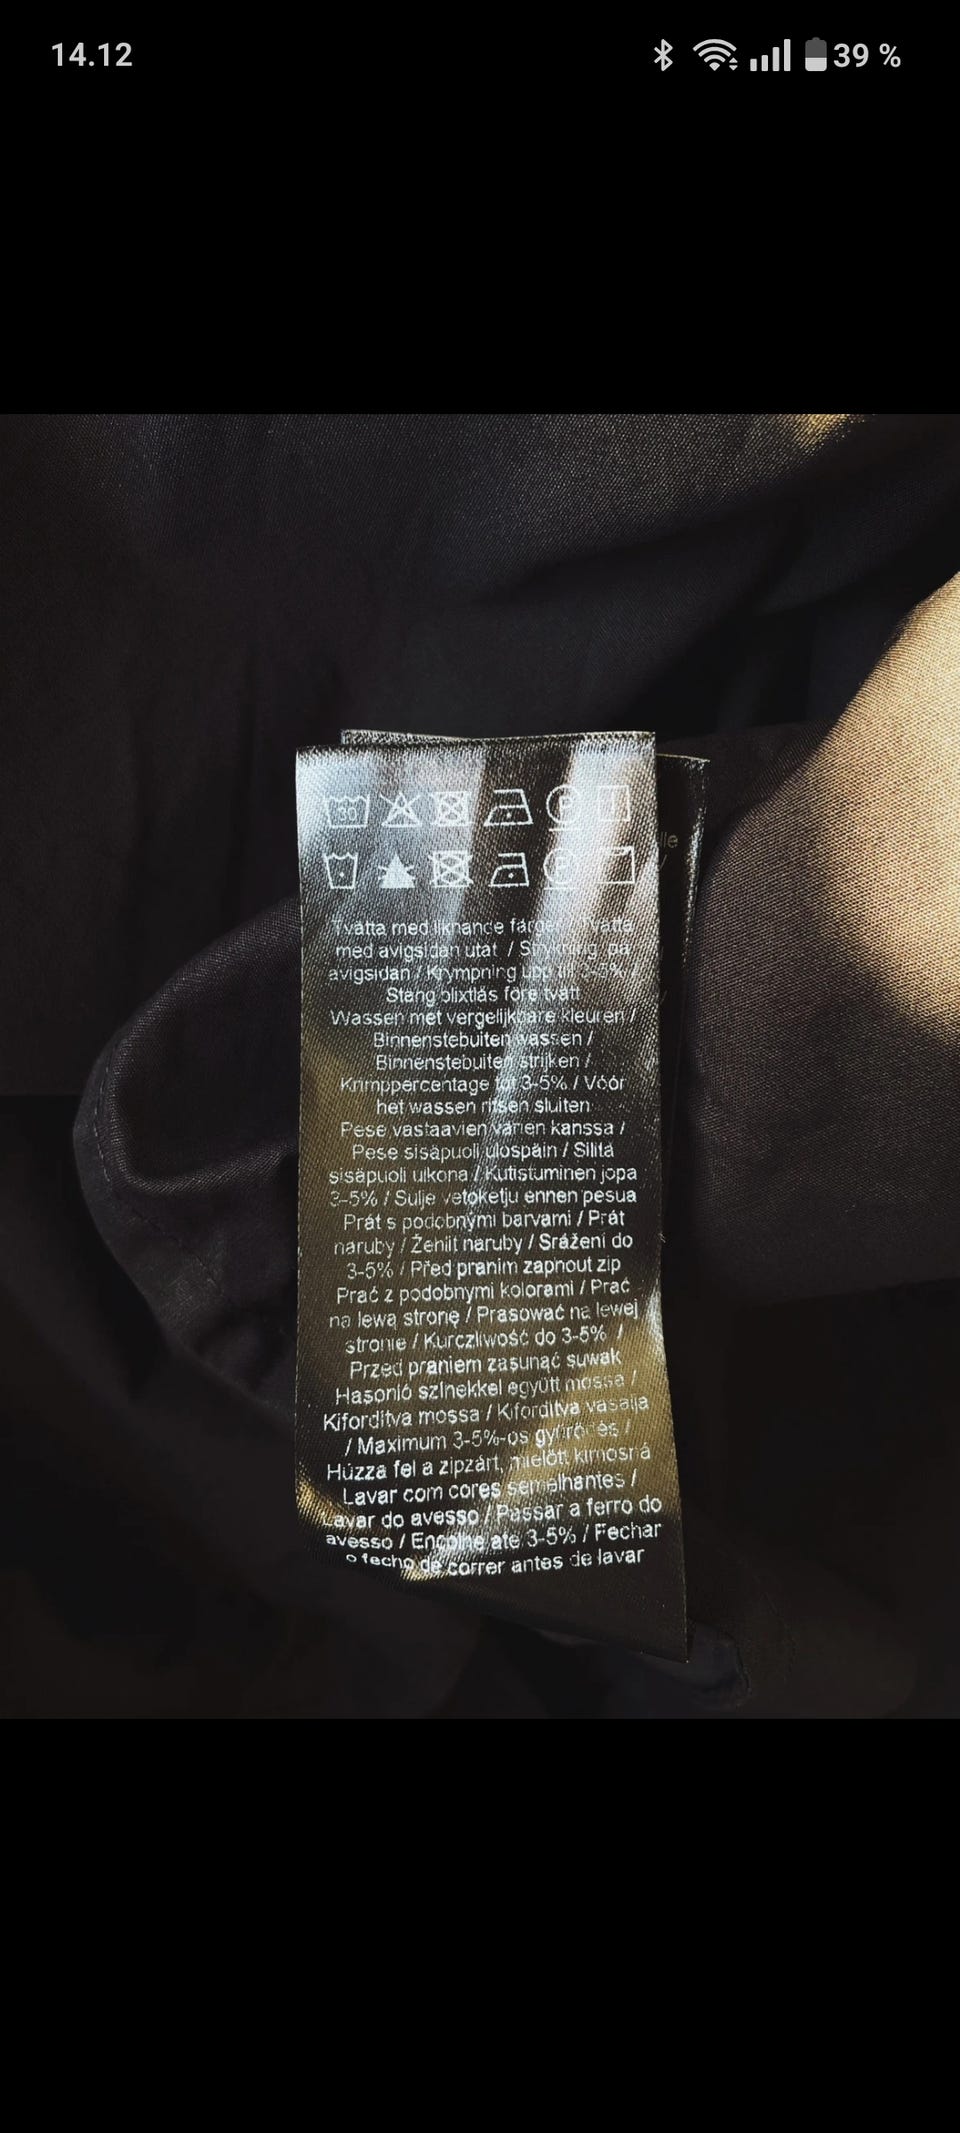 14.12
39 %
30 P
Tvätta med liknande färger / Tvätta
med avigsidan utåt / Strykning på
avigsidan / Krympning upp till 3-5% /
Stäng blixtlås före tvätt
Wassen met vergelijkbare kleuren /
Binnenstebuiten wassen /
Binnenstebuiten strijken /
Krimppercentage tot 3-5% / Vóór
het wassen ritsen sluiten
Pese vastaavien värien kanssa /
Pese sisäpuoli ulospäin / Silitä
sisäpuoli ulkona / Kutistuminen jopa
3-5% / Sulje vetoketju ennen pesua
Prát s podobnými barvami / Prát
naruby / Žehlit naruby / Srážení do
3-5% / Před praním zapnout zip
Prać z podobnymi kolorami / Prać
na lewą stronę / Prasować na lewej
stronie / Kurczliwość do 3-5% /
Przed praniem zasunąć suwak
Hasonló színekkel együtt mossa /
Kifordítva mossa / Kifordítva vasalja
/ Maximum 3-5%-os gyűrődés /
Húzza fel a zipzárt, mielőtt kimosná
Lavar com cores semelhantes /
Lavar do avesso / Passar a ferro do
avesso / Encolhe até 3-5% / Fechar
o fecho de correr antes de lavar